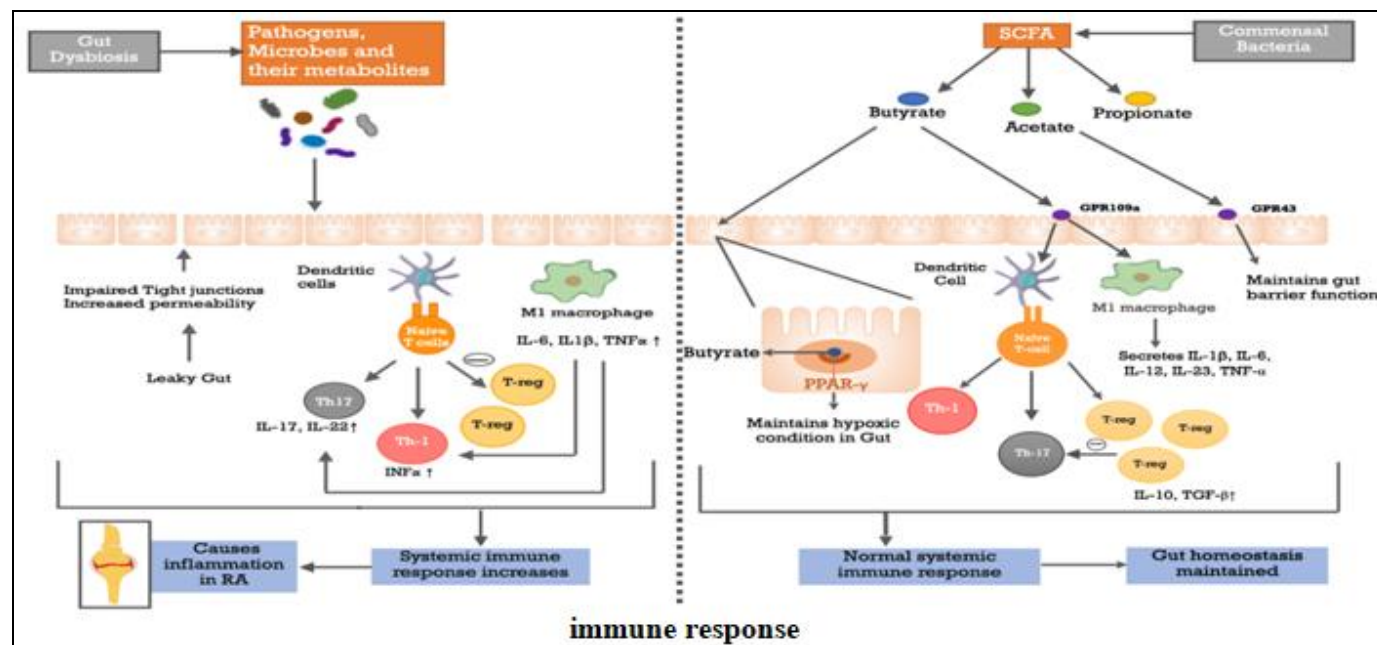 Gut
Dysbiosis
Pathogens,
Microbes and
their metabolites
Impaired Tight junctions
Increased permeability
Leaky Gut
Dendritic
cells
Naive
T cells
M1 macrophage
IL-6, IL1β, TNFα ↑
Th17
IL-17, IL-22↑
T-reg
T-reg
Th-1
INFα ↑
Causes
inflammation
in RA
Systemic immune
response increases
SCFA
Commensal
Bacteria
Butyrate
Acetate
Propionate
GPR109a
GPR43
Dendritic
Cell
M1 macrophage
Maintains gut
barrier function
Naive
T-cell
Secretes IL-1β, IL-6,
IL-12, IL-23, TNF-α
Butyrate
PPAR-γ
Maintains hypoxic
condition in Gut
Th-1
Th-17
T-reg
T-reg
T-reg
IL-10, TGF-β↑
Normal systemic
immune response
Gut homeostasis
maintained
immune response